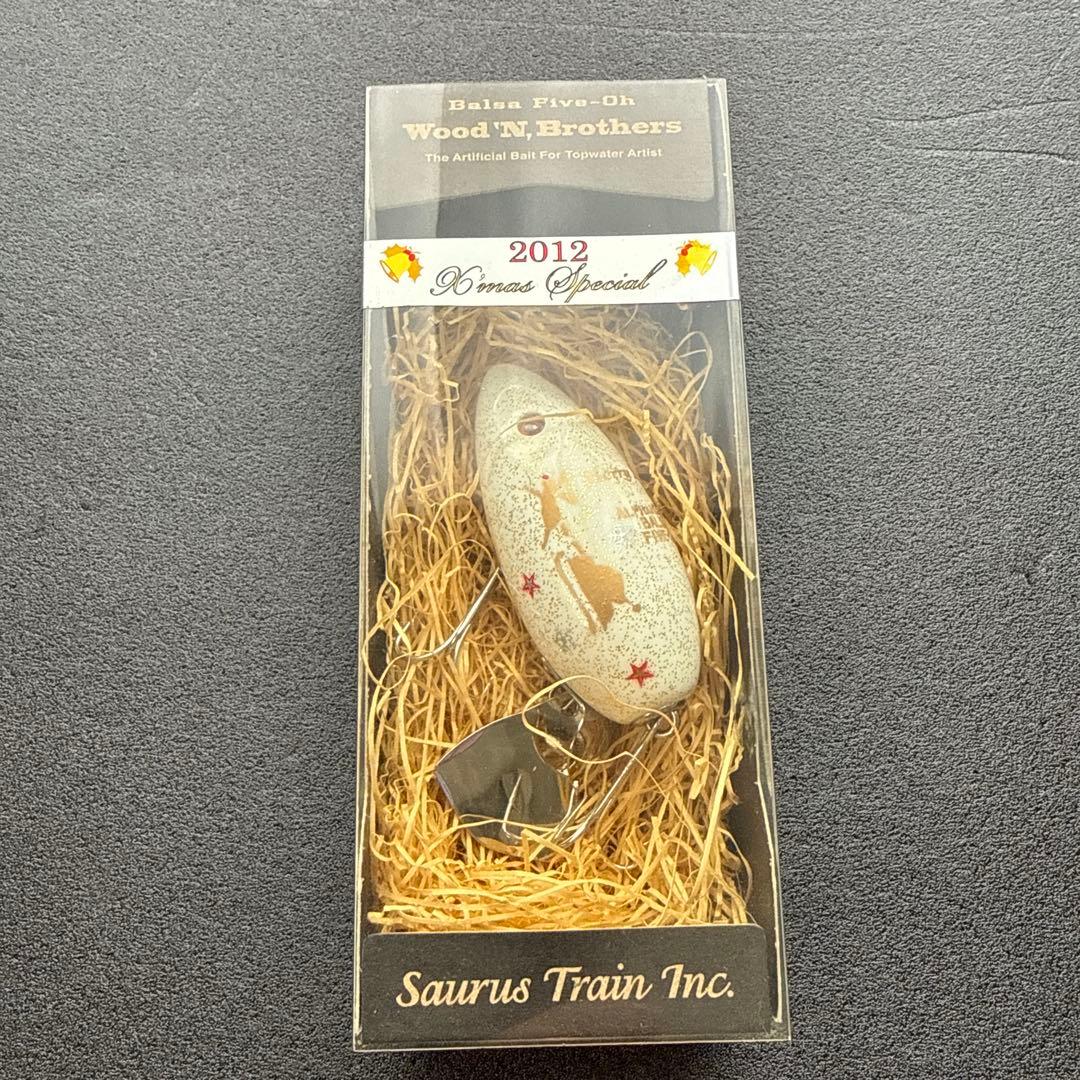 Balsa Five-Oh
Wood 'N, Brothers
The Artificial Bait For Topwater Artist
2012
X'mas Special
Saurus Train Inc.